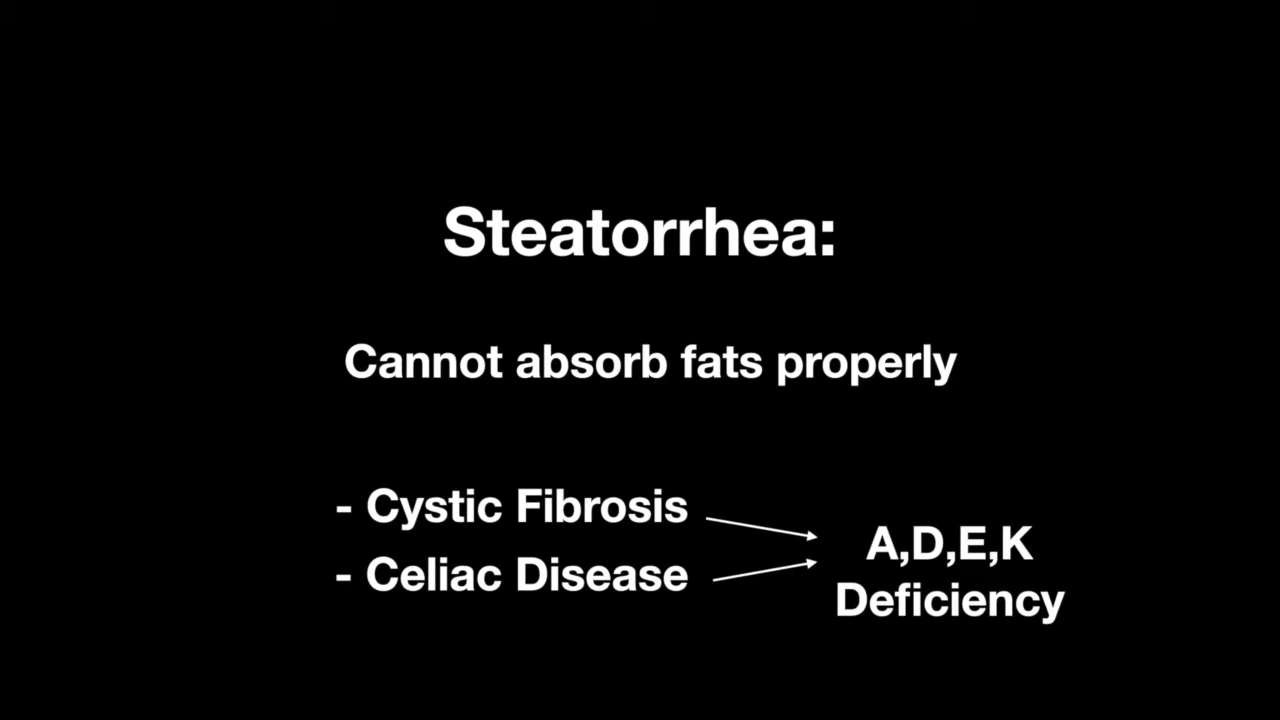 Steatorrhea:
Cannot absorb fats properly
- Cystic Fibrosis
- Celiac Disease
A,D,E,K
Deficiency